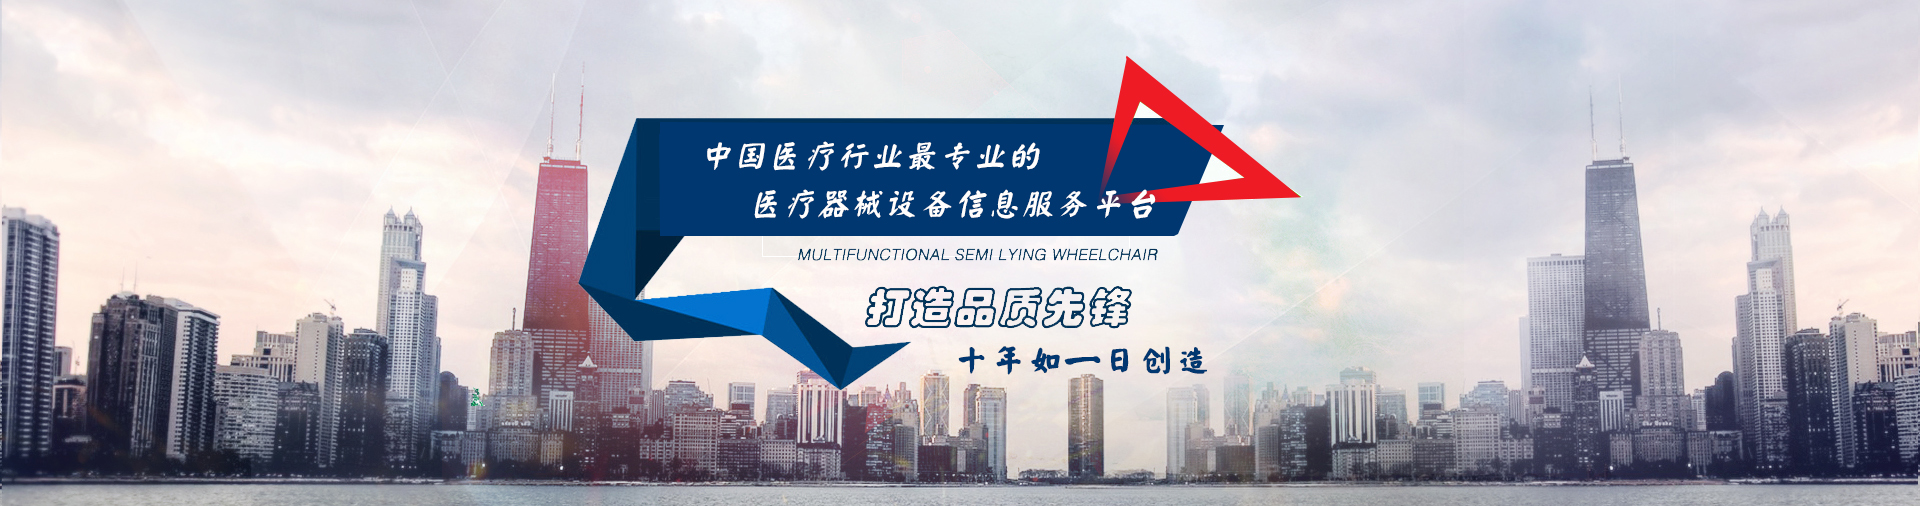 中国医疗行业最专业的
医疗器械设备信息服务平台
MULTIFUNCTIONAL SEMI LYING WHEELCHAIR
打造品质先锋
十年如一日创造